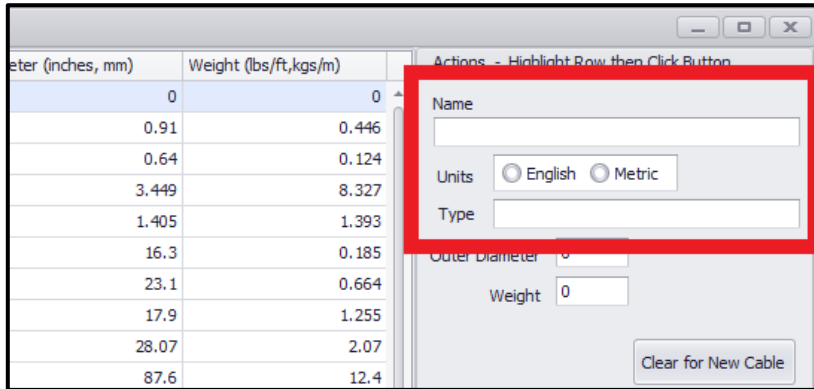 eter (inches, mm) Weight (lbs/ft,kgs/m) Actions - Highlight Row then Click Button
0 0
Name
0.91 0.446
0.64 0.124
Units English Metric
3.449 8.327
Type
1.405 1.393
16.3 0.185
Outer Diameter 0
23.1 0.664
Weight 0
17.9 1.255
28.07 2.07
Clear for New Cable
87.6 12.4